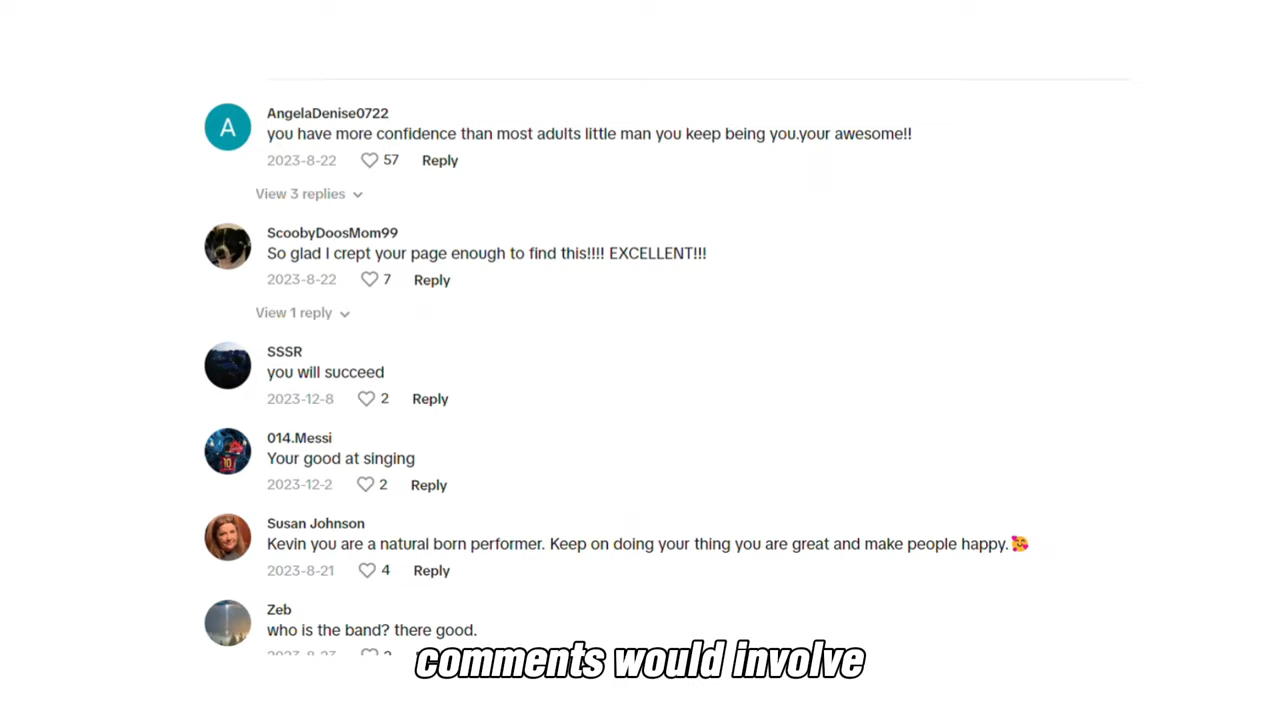 A
AngelaDenise0722
you have more confidence than most adults little man you keep being you.your awesome!!
2023-8-22 57 Reply
View 3 replies
ScoobyDoosMom99
So glad I crept your page enough to find this!!!! EXCELLENT!!!
2023-8-22 7 Reply
View 1 reply
SSSR
you will succeed
2023-12-8 2 Reply
014.Messi
Your good at singing
2023-12-2 2 Reply
10
Susan Johnson
Kevin you are a natural born performer. Keep on doing your thing you are great and make people happy.🥰
2023-8-21 4 Reply
Zeb
who is the band? there good.
comments would involve